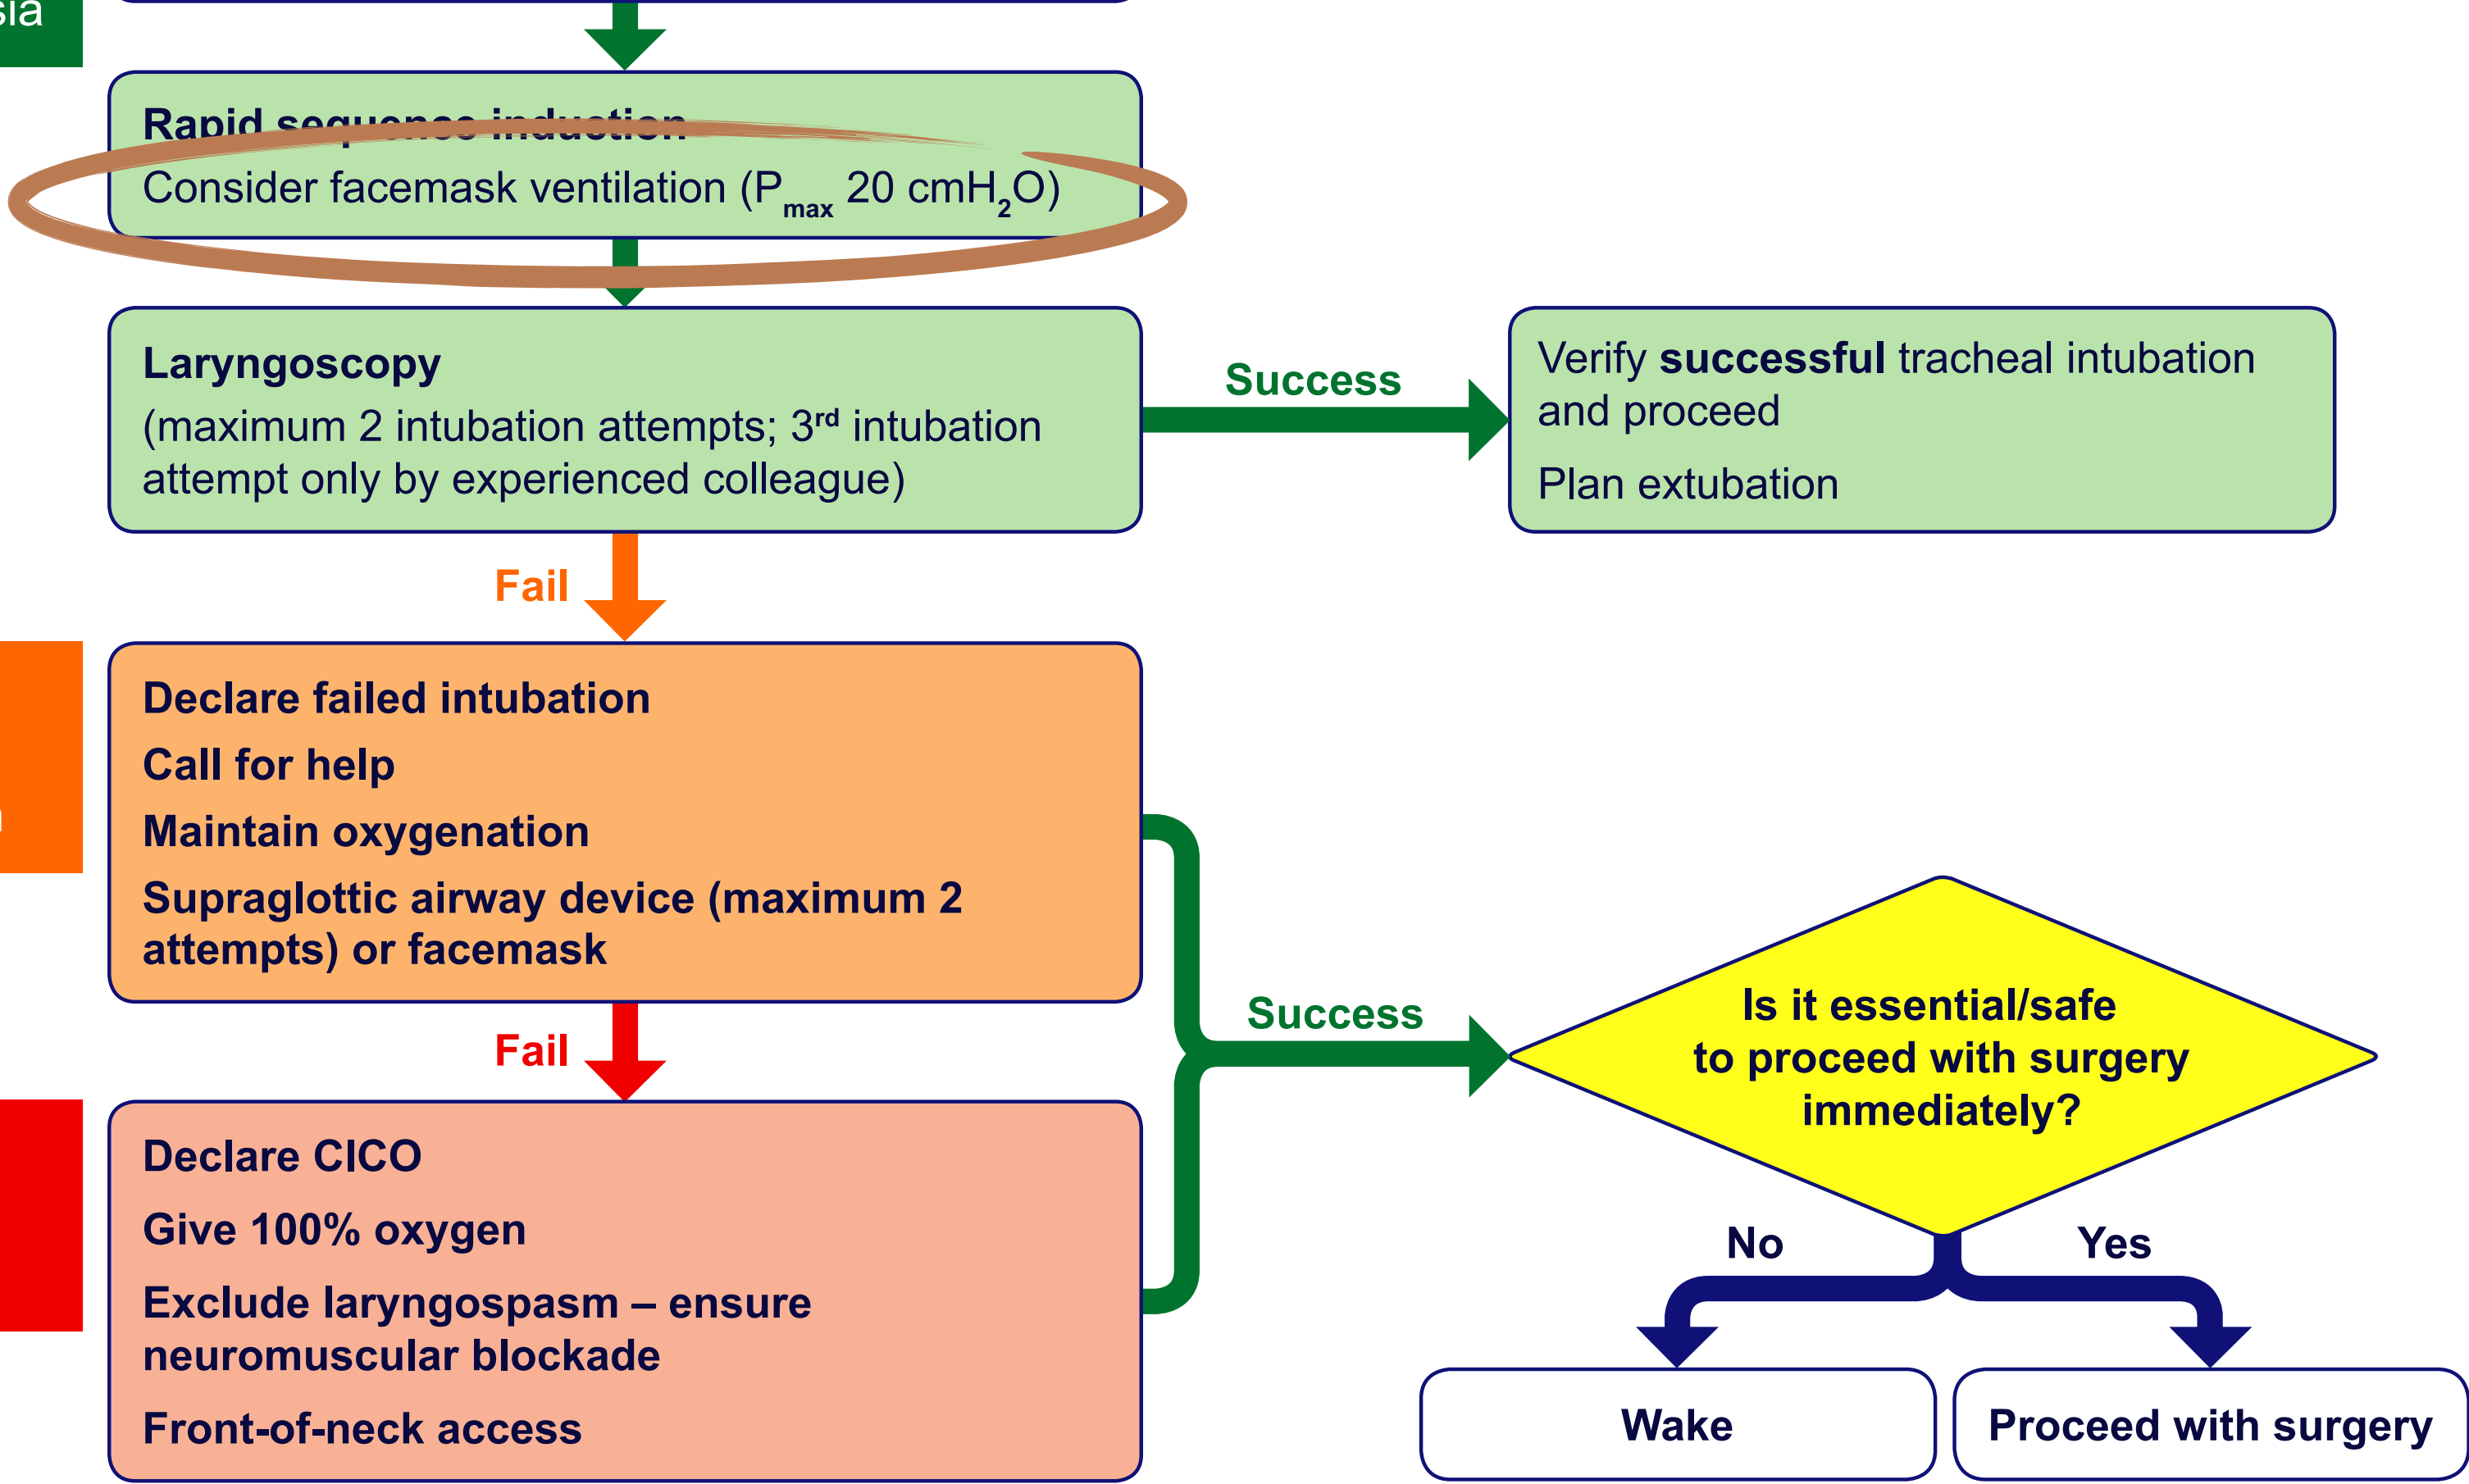 Rapid sequence induction
Consider facemask ventilation (Pmax 20 cmH2O)
Laryngoscopy
(maximum 2 intubation attempts; 3rd intubation
attempt only by experienced colleague)
Success
Verify successful tracheal intubation
and proceed
Plan extubation
Fail
Declare failed intubation
Call for help
Maintain oxygenation
Supraglottic airway device (maximum 2
attempts) or facemask
Success
Is it essential/safe
to proceed with surgery
immediately?
Fail
Declare CICO
Give 100% oxygen
Exclude laryngospasm – ensure
neuromuscular blockade
Front-of-neck access
No
Yes
Wake
Proceed with surgery